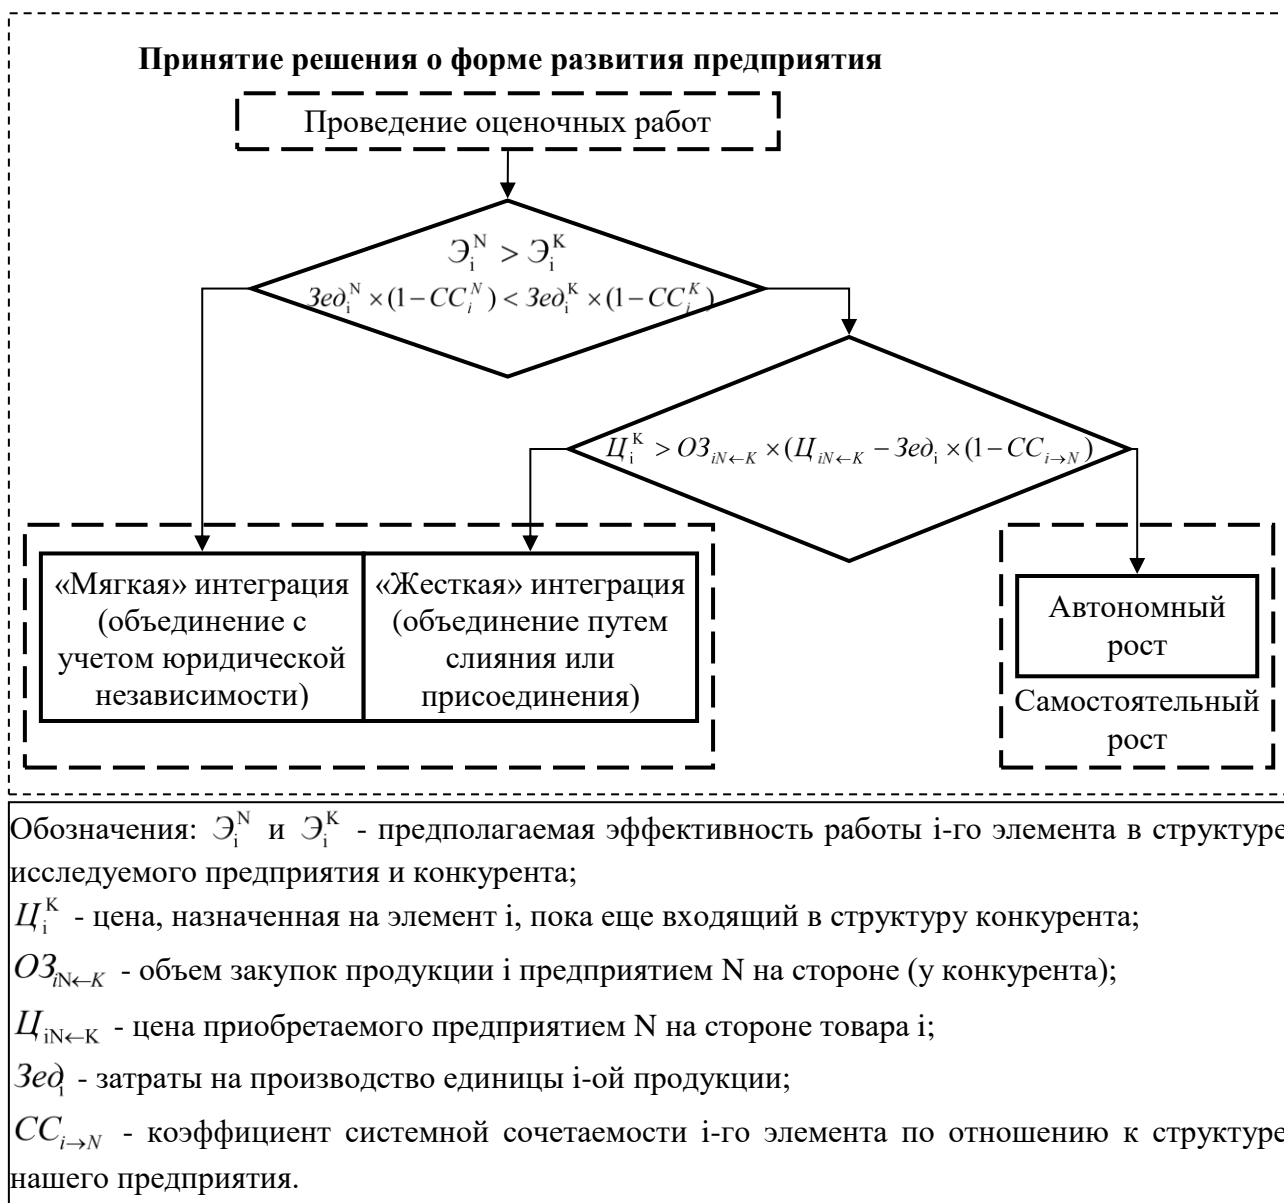 Принятие решения о форме развития предприятия
Проведение оценочных работ
Э_i^N > Э_i^K
Зед_i^N × (1 − CC_i^N) < Зед_i^K × (1 − CC_i^K)
Ц_i^K > ОЗ_{iN←K} × (Ц_{iN←K} − Зед_i × (1 − CC_{i→N})
«Мягкая» интеграция
(объединение с
учетом юридической
независимости)
«Жесткая» интеграция
(объединение путем
слияния или
присоединения)
Автономный
рост
Самостоятельный
рост
Обозначения: Э_i^N и Э_i^K - предполагаемая эффективность работы i-го элемента в структуре
исследуемого предприятия и конкурента;
Ц_i^K - цена, назначенная на элемент i, пока еще входящий в структуру конкурента;
ОЗ_{iN←K} - объем закупок продукции i предприятием N на стороне (у конкурента);
Ц_{iN←K} - цена приобретаемого предприятием N на стороне товара i;
Зед_i - затраты на производство единицы i-ой продукции;
CC_{i→N} - коэффициент системной сочетаемости i-го элемента по отношению к структуре
нашего предприятия.